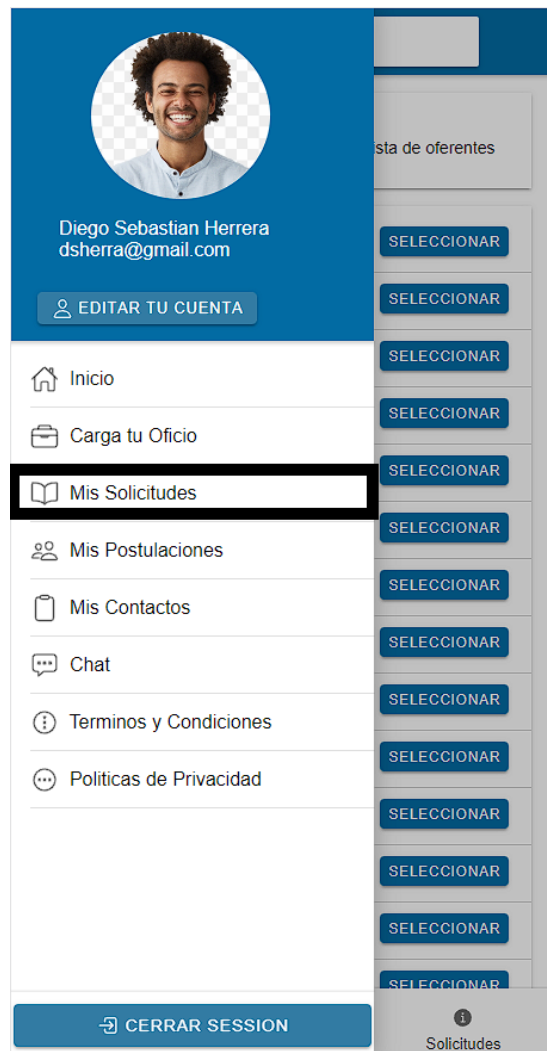 Diego Sebastian Herrera
dsherra@gmail.com
EDITAR TU CUENTA
Inicio
Carga tu Oficio
Mis Solicitudes
Mis Postulaciones
Mis Contactos
Chat
Terminos y Condiciones
Politicas de Privacidad
CERRAR SESSION
ista de oferentes
SELECCIONAR
SELECCIONAR
SELECCIONAR
SELECCIONAR
SELECCIONAR
SELECCIONAR
SELECCIONAR
SELECCIONAR
SELECCIONAR
SELECCIONAR
SELECCIONAR
SELECCIONAR
SELECCIONAR
SELECCIONAR
Solicitudes